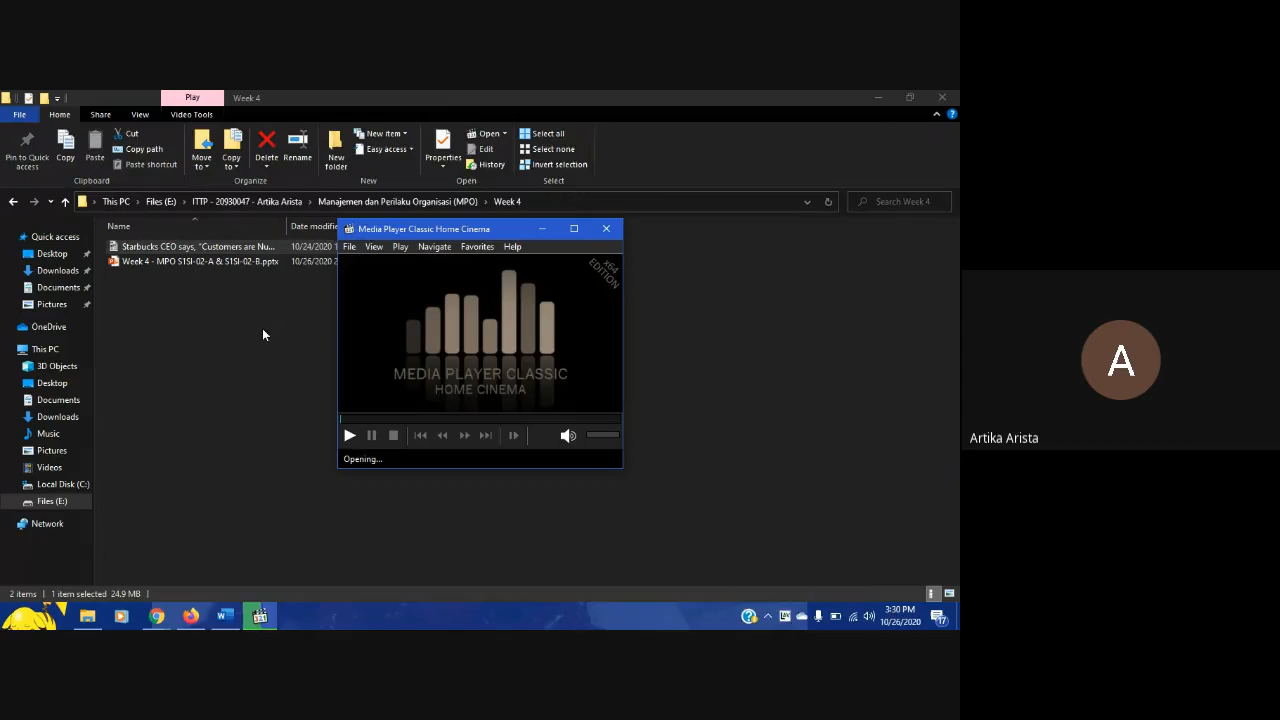 Play
Week 4
File
Home
Share
View
Video Tools
Pin to Quick access
Copy
Paste
Cut
Copy path
Paste shortcut
Clipboard
Move to
Copy to
Delete
Rename
Organize
New folder
New item
Easy access
New
Properties
Open
Edit
History
Open
Select all
Select none
Invert selection
Select
This PC
Files (E:)
ITTP - 20930047 - Artika Arista
Manajemen dan Perilaku Organisasi (MPO)
Week 4
Search Week 4
Name
Date modifie
Starbucks CEO says, "Customers are Nu...
10/24/2020 1
Week 4 - MPO S1SI-02-A & S1SI-02-B.pptx
10/26/2020 2
Quick access
Desktop
Downloads
Documents
Pictures
OneDrive
This PC
3D Objects
Desktop
Documents
Downloads
Music
Pictures
Videos
Local Disk (C:)
Files (E:)
Network
Media Player Classic Home Cinema
File
View
Play
Navigate
Favorites
Help
x64
EDITION
MEDIA PLAYER CLASSIC
HOME CINEMA
Opening...
2 items
1 item selected 24.9 MB
3:30 PM
10/26/2020
17
A
Artika Arista